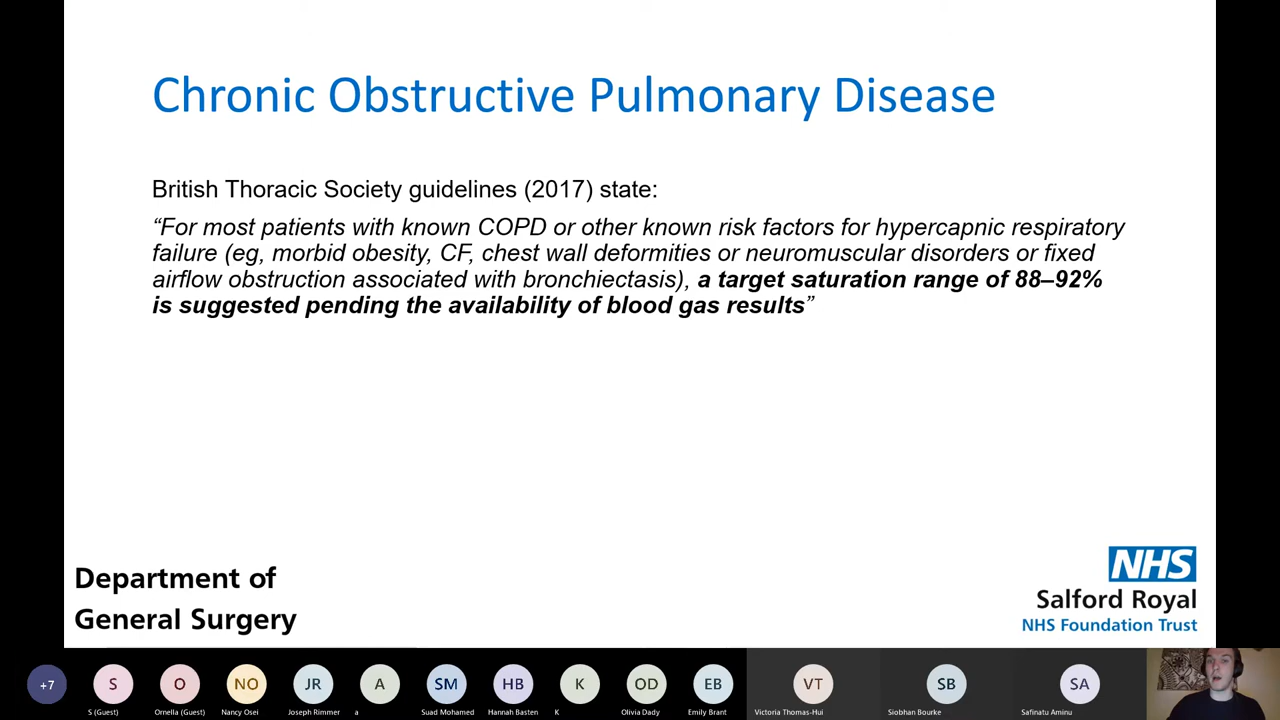 Chronic Obstructive Pulmonary Disease
British Thoracic Society guidelines (2017) state:
“For most patients with known COPD or other known risk factors for hypercapnic respiratory
failure (eg, morbid obesity, CF, chest wall deformities or neuromuscular disorders or fixed
airflow obstruction associated with bronchiectasis), a target saturation range of 88–92%
is suggested pending the availability of blood gas results”
Department of
General Surgery
NHS
Salford Royal
NHS Foundation Trust
+7 S O NO JR A SM HB K OD EB VT SB SA
S (Guest) Ornella (Guest) Nancy Osei Joseph Rimmer a Suad Mohamed Hannah Basten K Olivia Dady Emily Brant Victoria Thomas-Hui Siobhan Bourke Safinatu Aminu